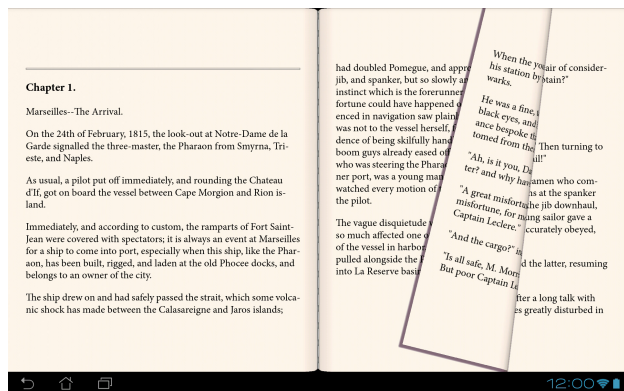 Chapter 1.
Marseilles--The Arrival.
On the 24th of February, 1815, the look-out at Notre-Dame de la
Garde signalled the three-master, the Pharaon from Smyrna, Tri-
este, and Naples.
As usual, a pilot put off immediately, and rounding the Chateau
d'If, got on board the vessel between Cape Morgion and Rion is-
land.
Immediately, and according to custom, the ramparts of Fort Saint-
Jean were covered with spectators; it is always an event at Marseilles
for a ship to come into port, especially when this ship, like the Phar-
aon, has been built, rigged, and laden at the old Phocee docks, and
belongs to an owner of the city.
The ship drew on and had safely passed the strait, which some volca-
nic shock has made between the Calasareigne and Jaros islands;
had doubled Pomegue, and
jib, and spanker, but so slowly
instinct which is the forerunner
fortune could have happened
enced in navigation saw
was not to the vessel herself,
dence of being skilfully
boom guys already eased
who was steering the
ner port, was a young man
watched every motion of
the pilot.
The vague disquietude
so much affected one
of the vessel in harbor
pulled alongside the
into La Reserve
When the
his station by
warks.
He was a fine,
black eyes, and
ance bespoke
tomed from the
"Ah, is it you,
ter? and why
"A great
misfortune, for
Captain Leclere."
"And the cargo?"
"Is all safe, M.
But poor Captain
air of consider-
Then turning to
who com-
at the spanker
jib downhaul,
sailor gave a
obeyed,
the latter, resuming
after a long talk with
greatly disturbed in
12:00